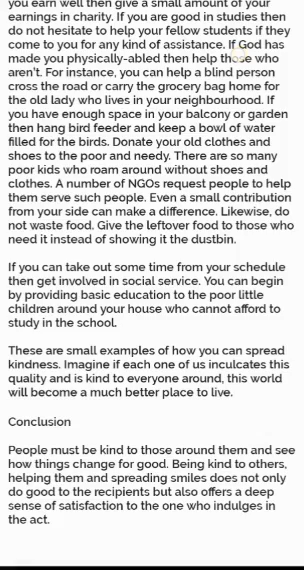 you earn well then give a small amount of your
earnings in charity. If you are good in studies then
do not hesitate to help your fellow students if they
come to you for any kind of assistance. If God has
made you physically-abled then help those who
aren't. For instance, you can help a blind person
cross the road or carry the grocery bag home for
the old lady who lives in your neighbourhood. If
you have enough space in your balcony or garden
then hang bird feeder and keep a bowl of water
filled for the birds. Donate your old clothes and
shoes to the poor and needy. There are so many
poor kids who roam around without shoes and
clothes. A number of NGOs request people to help
them serve such people. Even a small contribution
from your side can make a difference. Likewise, do
not waste food. Give the leftover food to those who
need it instead of showing it the dustbin.
If you can take out some time from your schedule
then get involved in social service. You can begin
by providing basic education to the poor little
children around your house who cannot afford to
study in the school.
These are small examples of how you can spread
kindness. Imagine if each one of us inculcates this
quality and is kind to everyone around, this world
will become a much better place to live.
Conclusion
People must be kind to those around them and see
how things change for good. Being kind to others,
helping them and spreading smiles does not only
do good to the recipients but also offers a deep
sense of satisfaction to the one who indulges in
the act.